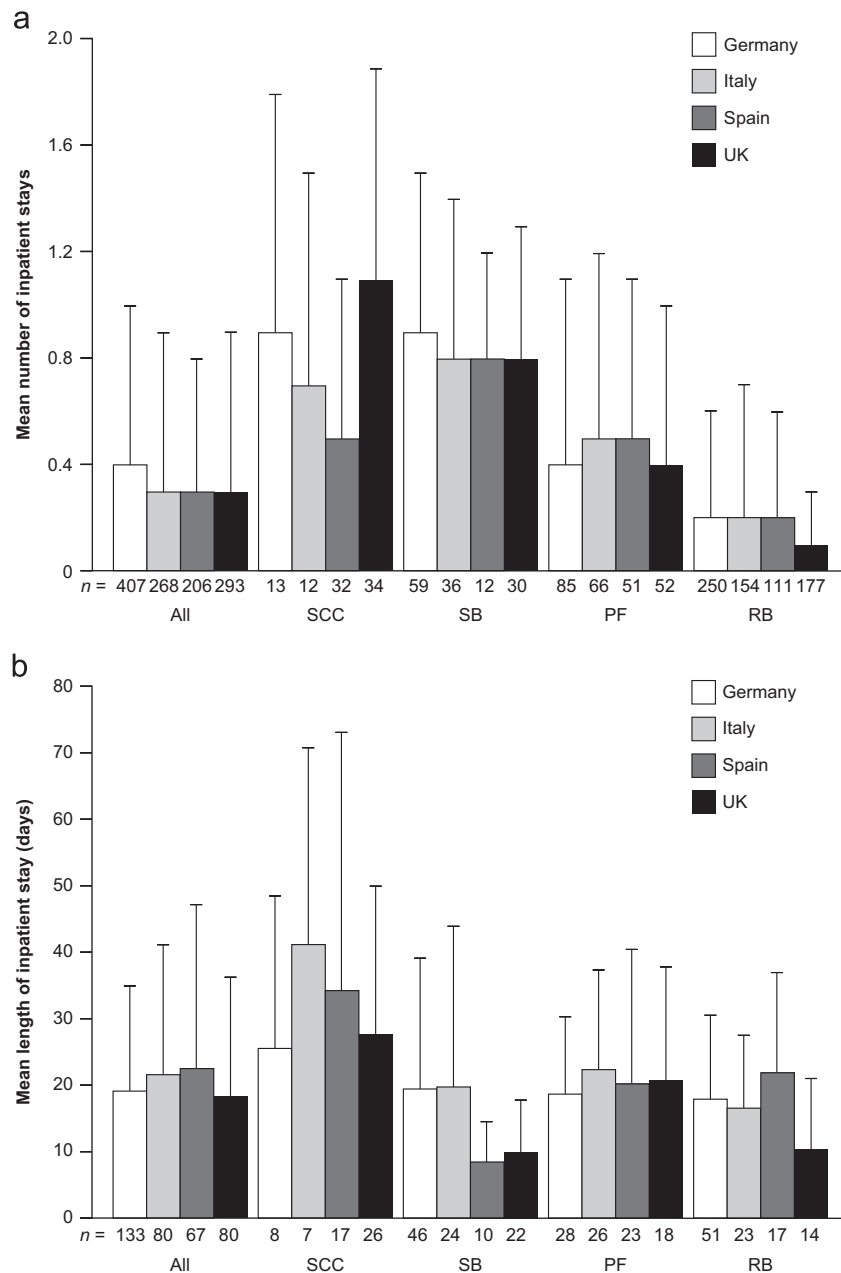 a
2.0
1.6
1.2
0.8
0.4
0
Mean number of inpatient stays
Germany
Italy
Spain
UK
n = 407 268 206 293 13 12 32 34 59 36 12 30 85 66 51 52 250 154 111 177
All SCC SB PF RB
b
80
70
60
50
40
30
20
10
0
Mean length of inpatient stay (days)
Germany
Italy
Spain
UK
n = 133 80 67 80 8 7 17 26 46 24 10 22 28 26 23 18 51 23 17 14
All SCC SB PF RB